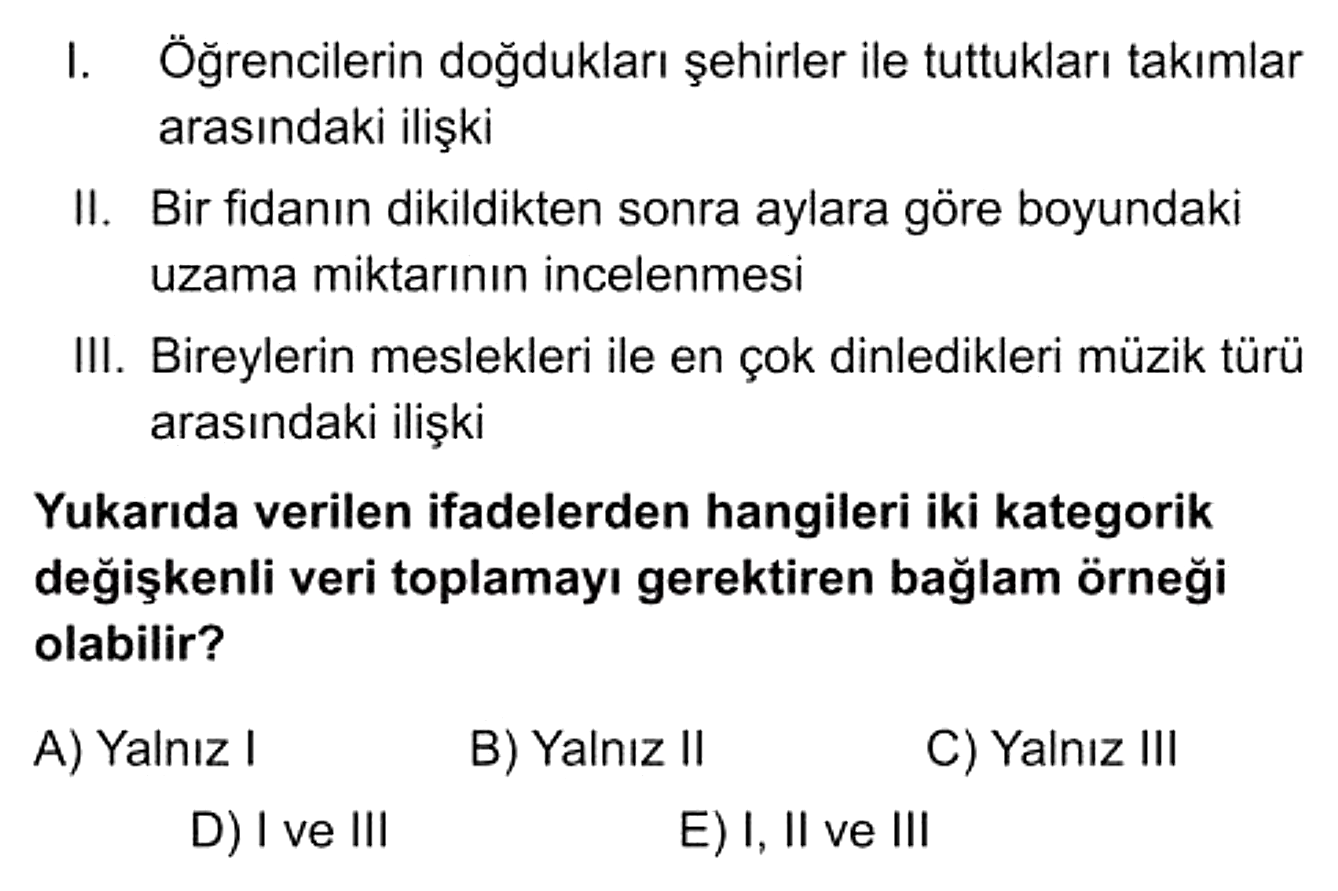 I. Öğrencilerin doğdukları şehirler ile tuttukları takımlar
arasındaki ilişki
II. Bir fidanın dikildikten sonra aylara göre boyundaki
uzama miktarının incelenmesi
III. Bireylerin meslekleri ile en çok dinledikleri müzik türü
arasındaki ilişki
Yukarıda verilen ifadelerden hangileri iki kategorik
değişkenli veri toplamayı gerektiren bağlam örneği
olabilir?
A) Yalnız I B) Yalnız II C) Yalnız III
D) I ve III E) I, II ve III